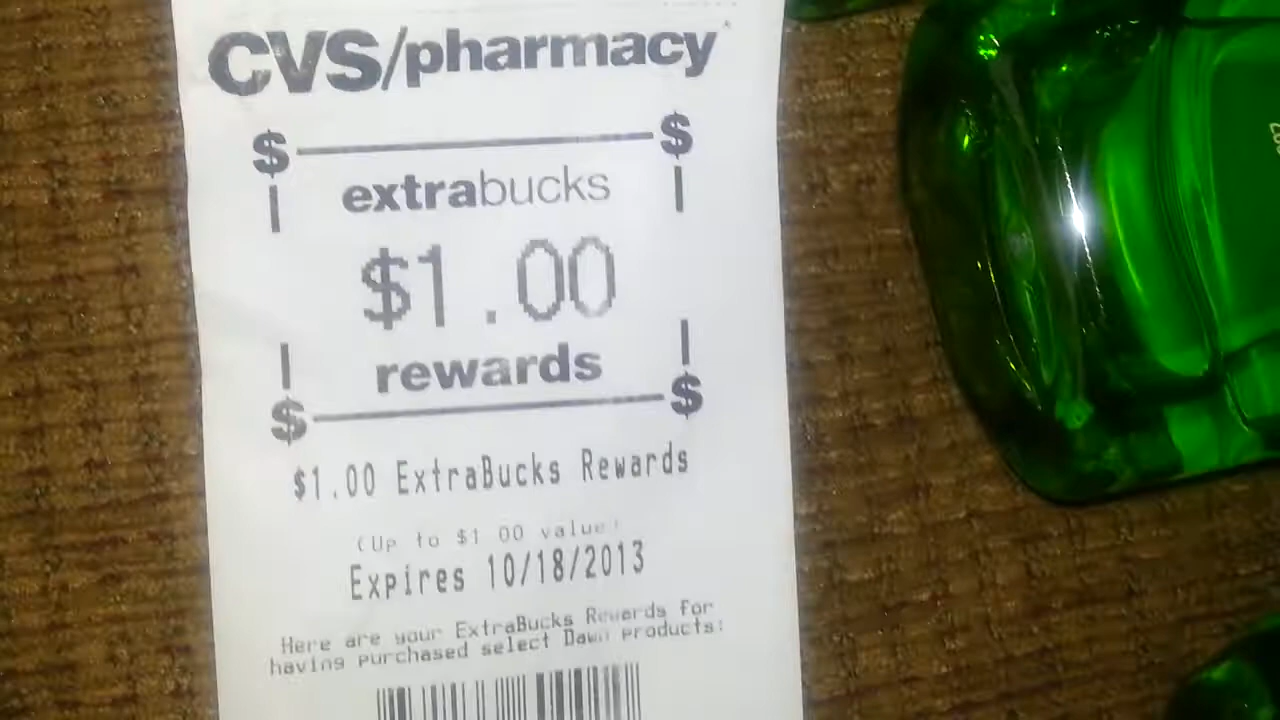 CVS/pharmacy
$ $
extrabucks
$1.00
rewards
$ $
$1.00 ExtraBucks Rewards
(Up to $1 00 value)
Expires 10/18/2013
Here are your ExtraBucks Rewards for
having purchased select Dawn products: